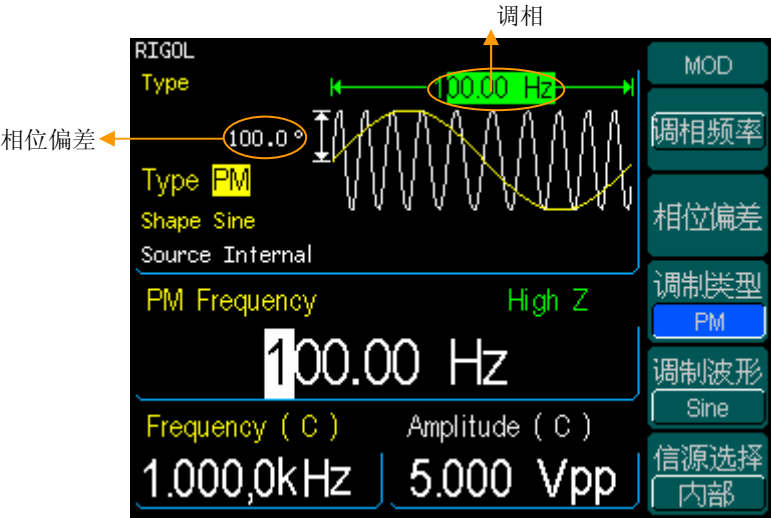 调相
RIGOL
Type
100.00 Hz
相位偏差
100.0°
Type PM
Shape Sine
Source Internal
PM Frequency
High Z
100.00 Hz
Frequency ( C )
Amplitude ( C )
1.000,0kHz
5.000 Vpp
MOD
调相频率
相位偏差
调制类型
PM
调制波形
Sine
信源选择
内部